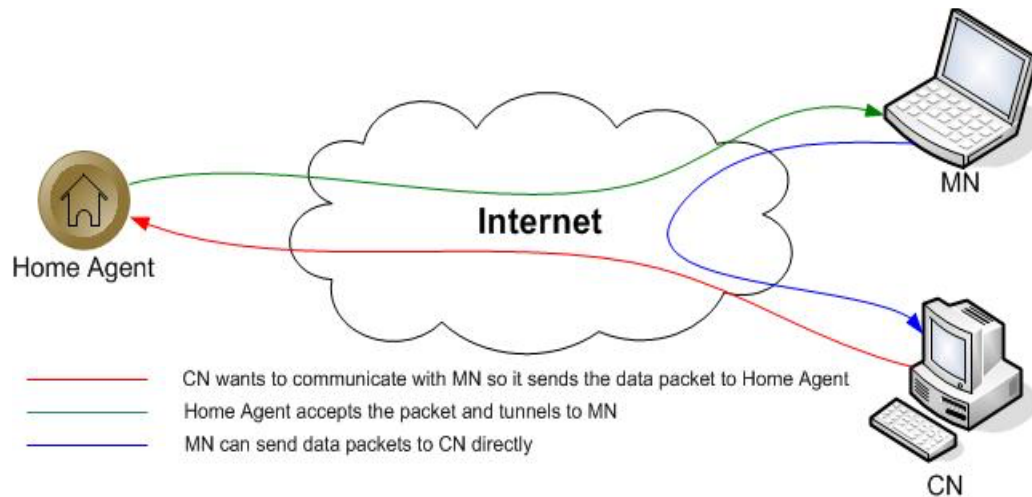 MN
Internet
Home Agent
CN wants to communicate with MN so it sends the data packet to Home Agent
Home Agent accepts the packet and tunnels to MN
MN can send data packets to CN directly
CN